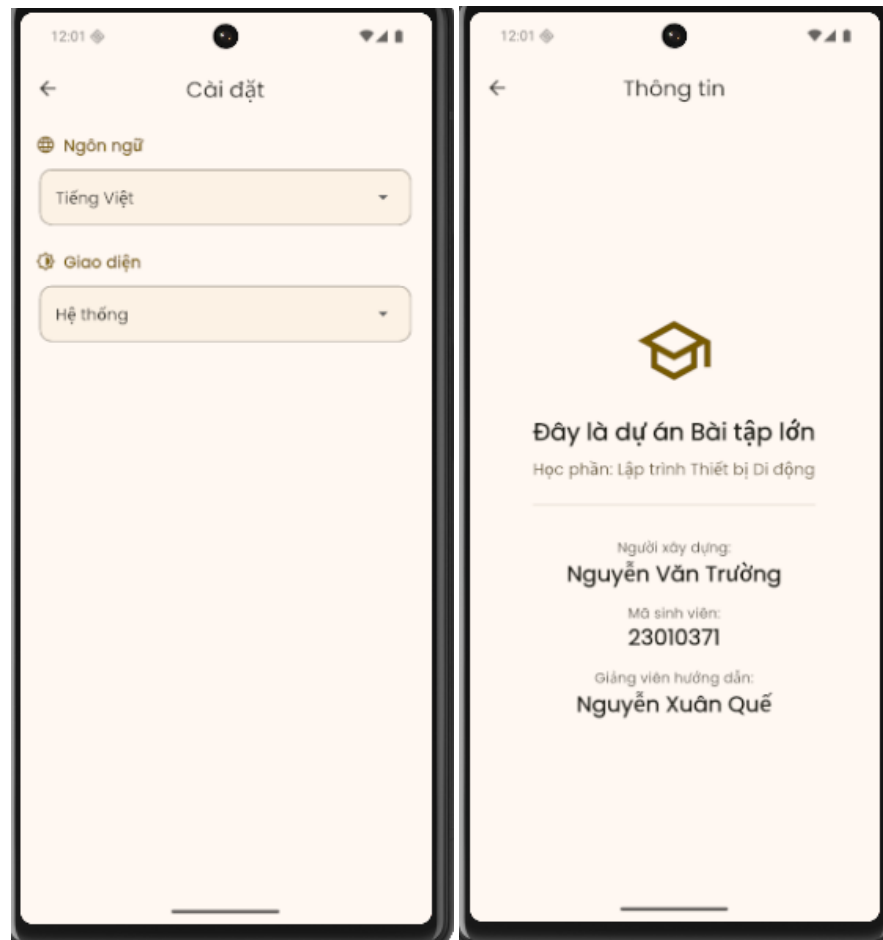 12:01
Cài đặt
Ngôn ngữ
Tiếng Việt
Giao diện
Hệ thống
12:01
Thông tin
Đây là dự án Bài tập lớn
Học phần: Lập trình Thiết bị Di động
Người xây dựng:
Nguyễn Văn Trường
Mã sinh viên:
23010371
Giảng viên hướng dẫn:
Nguyễn Xuân Quế